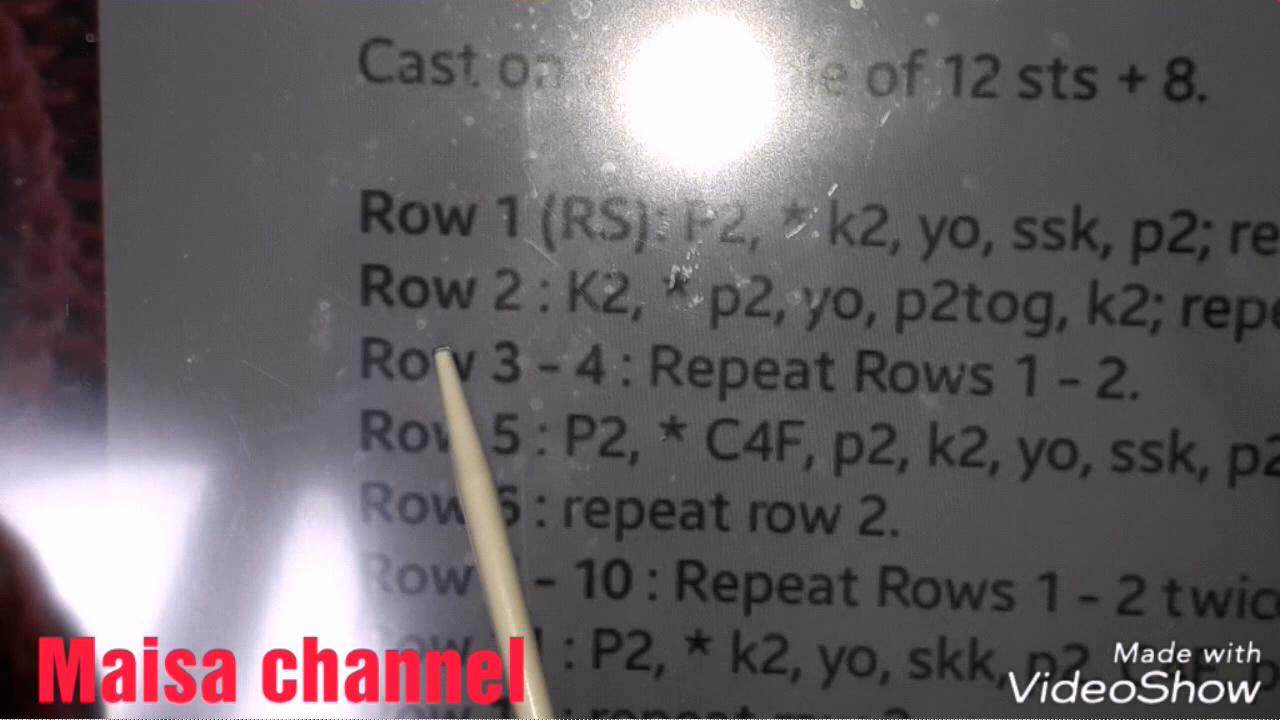 Cast on of 12 sts + 8.
Row 1 (RS): P2, * k2, yo, ssk, p2; re
Row 2 : K2, * p2, yo, p2tog, k2; repe
Row 3 - 4 : Repeat Rows 1 - 2.
Row 5 : P2, * C4F, p2, k2, yo, ssk, p2
Row 6 : repeat row 2.
Row - 10 : Repeat Rows 1 - 2 twic
Row : P2, * k2, yo, skk, p2,
Maisa channel
Made with
VideoShow